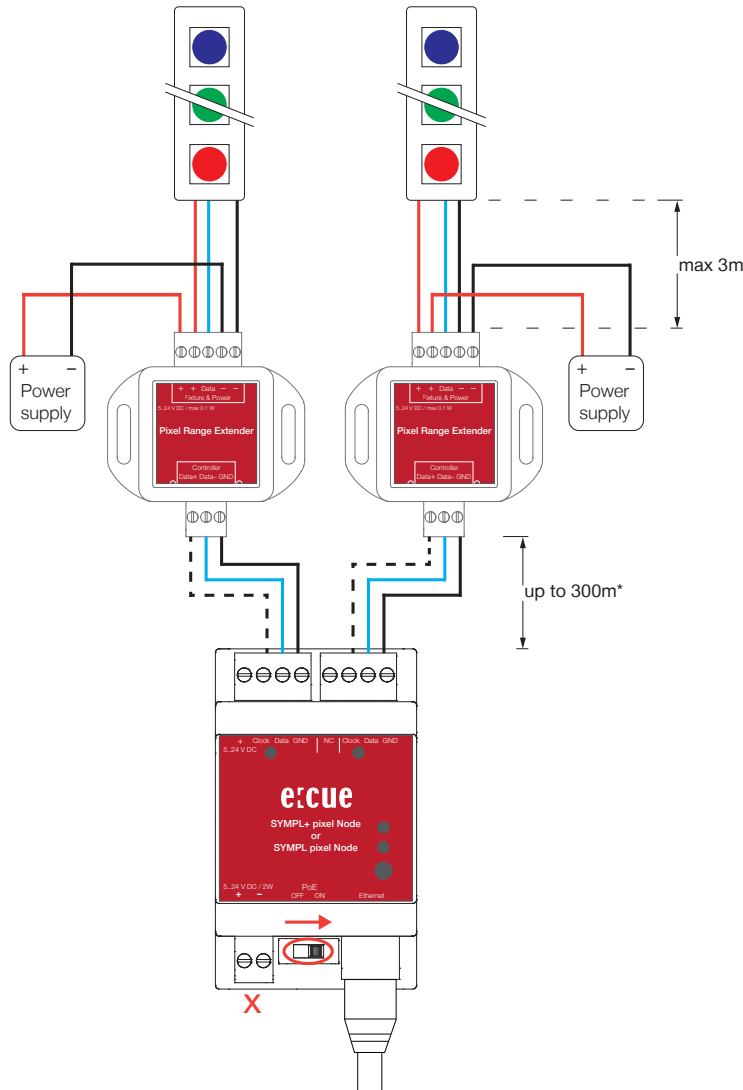 max 3m
+ −
Power
supply
+ + Data − −
Fixture & Power
5..24 V DC / max 0.1 W
Pixel Range Extender
Controller
Data+ Data− GND
+ + Data − −
Fixture & Power
5..24 V DC / max 0.1 W
Pixel Range Extender
Controller
Data+ Data− GND
+ −
Power
supply
up to 300m*
+ Clock Data GND NC Clock Data GND
5..24 V DC
e:cue
SYMPL+ pixel Node
or
SYMPL pixel Node
5..24 V DC / 2W
+ −
PoE
OFF ON
Ethernet
X